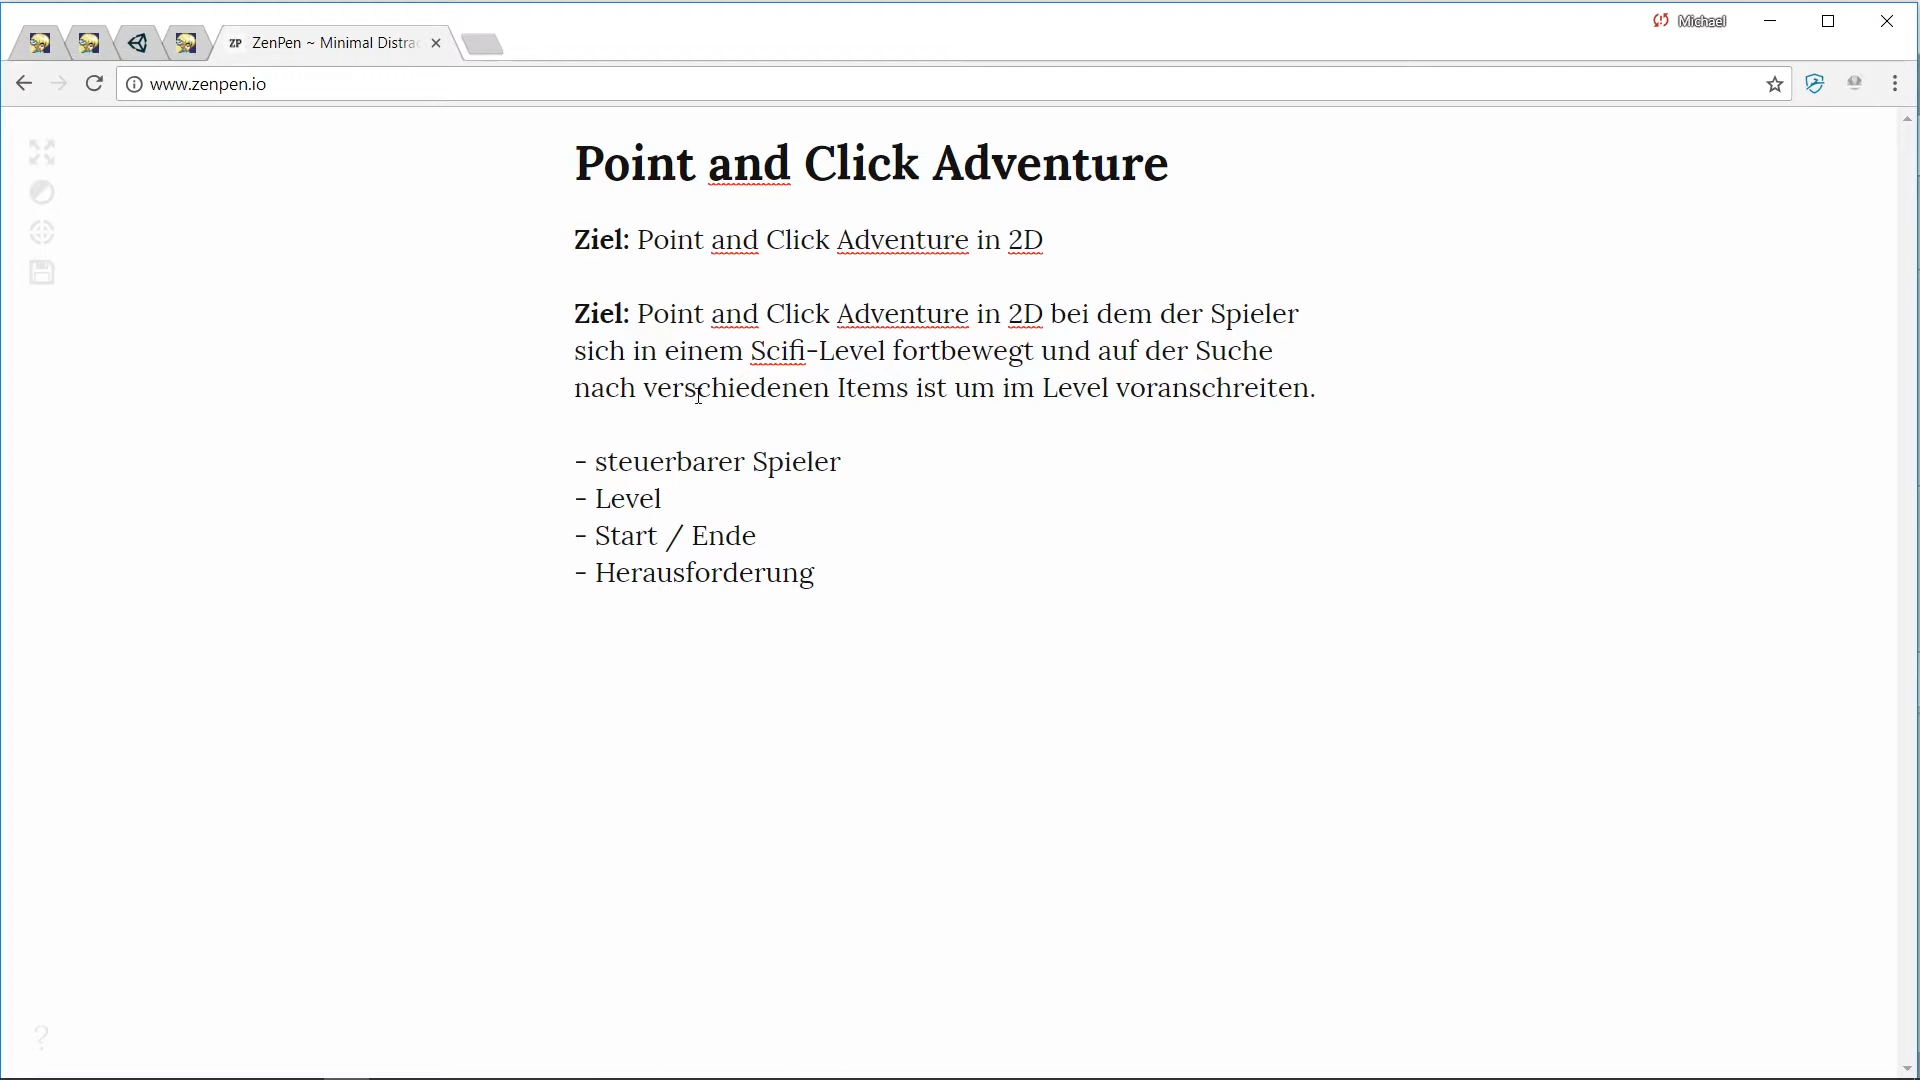 Michael
ZP ZenPen ~ Minimal Distra
www.zenpen.io
Point and Click Adventure
Ziel: Point and Click Adventure in 2D
Ziel: Point and Click Adventure in 2D bei dem der Spieler
sich in einem Scifi-Level fortbewegt und auf der Suche
nach verschiedenen Items ist um im Level voranschreiten.
- steuerbarer Spieler
- Level
- Start / Ende
- Herausforderung
?